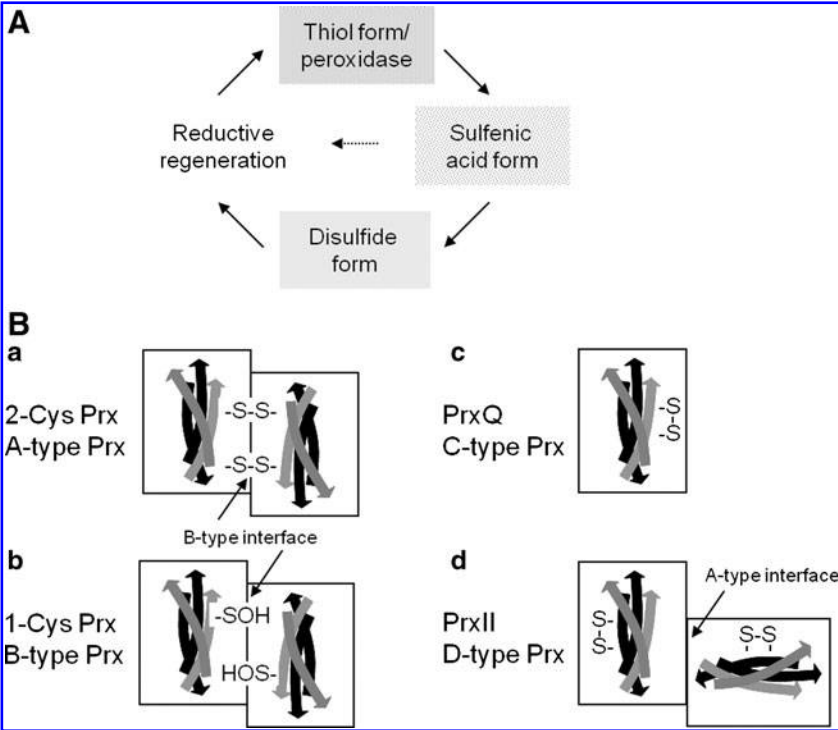 A
Thiol form/
peroxidase
Reductive
regeneration
Sulfenic
acid form
Disulfide
form
B
a
2-Cys Prx
A-type Prx
-S-S-
-S-S-
B-type interface
b
1-Cys Prx
B-type Prx
-SOH
HOS-
c
PrxQ
C-type Prx
-S
-S
d
PrxII
D-type Prx
S-
S-
A-type interface
S-S